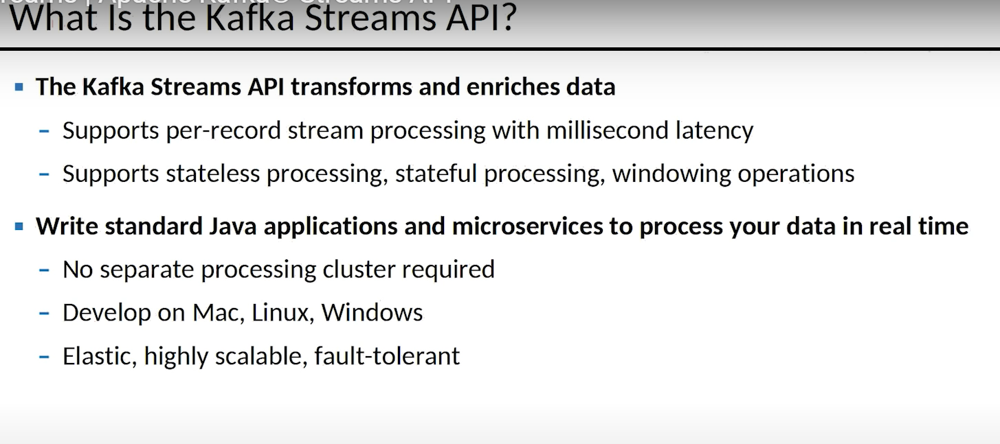 Apache Kafka® Streams API
What Is the Kafka Streams API?
▪ The Kafka Streams API transforms and enriches data
– Supports per-record stream processing with millisecond latency
– Supports stateless processing, stateful processing, windowing operations
▪ Write standard Java applications and microservices to process your data in real time
– No separate processing cluster required
– Develop on Mac, Linux, Windows
– Elastic, highly scalable, fault-tolerant